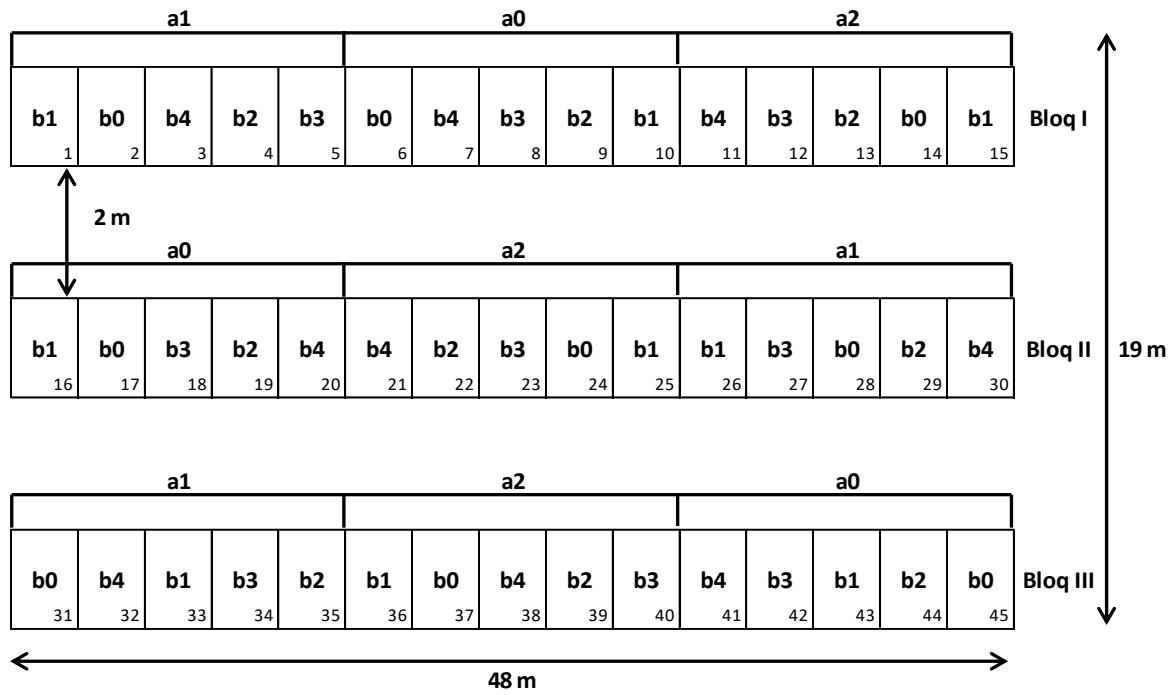 a1 a0 a2
b1 b0 b4 b2 b3 b0 b4 b3 b2 b1 b4 b3 b2 b0 b1 Bloq I
1 2 3 4 5 6 7 8 9 10 11 12 13 14 15
2 m
a0 a2 a1
b1 b0 b3 b2 b4 b4 b2 b3 b0 b1 b1 b3 b0 b2 b4 Bloq II 19 m
16 17 18 19 20 21 22 23 24 25 26 27 28 29 30
a1 a2 a0
b0 b4 b1 b3 b2 b1 b0 b4 b2 b3 b4 b3 b1 b2 b0 Bloq III
31 32 33 34 35 36 37 38 39 40 41 42 43 44 45
48 m